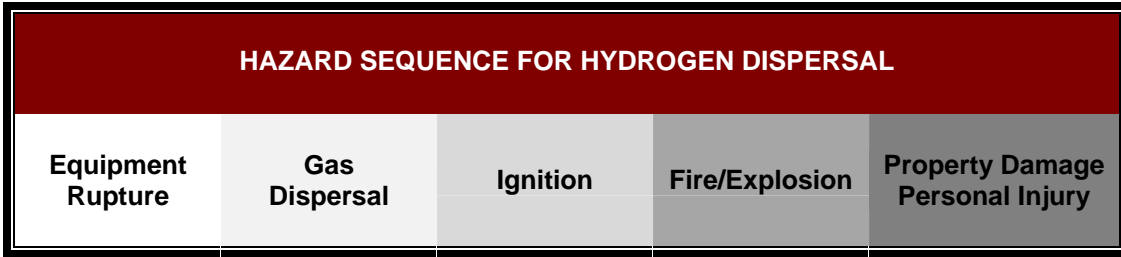 HAZARD SEQUENCE FOR HYDROGEN DISPERSAL
Equipment
Rupture
Gas
Dispersal
Ignition
Fire/Explosion
Property Damage
Personal Injury